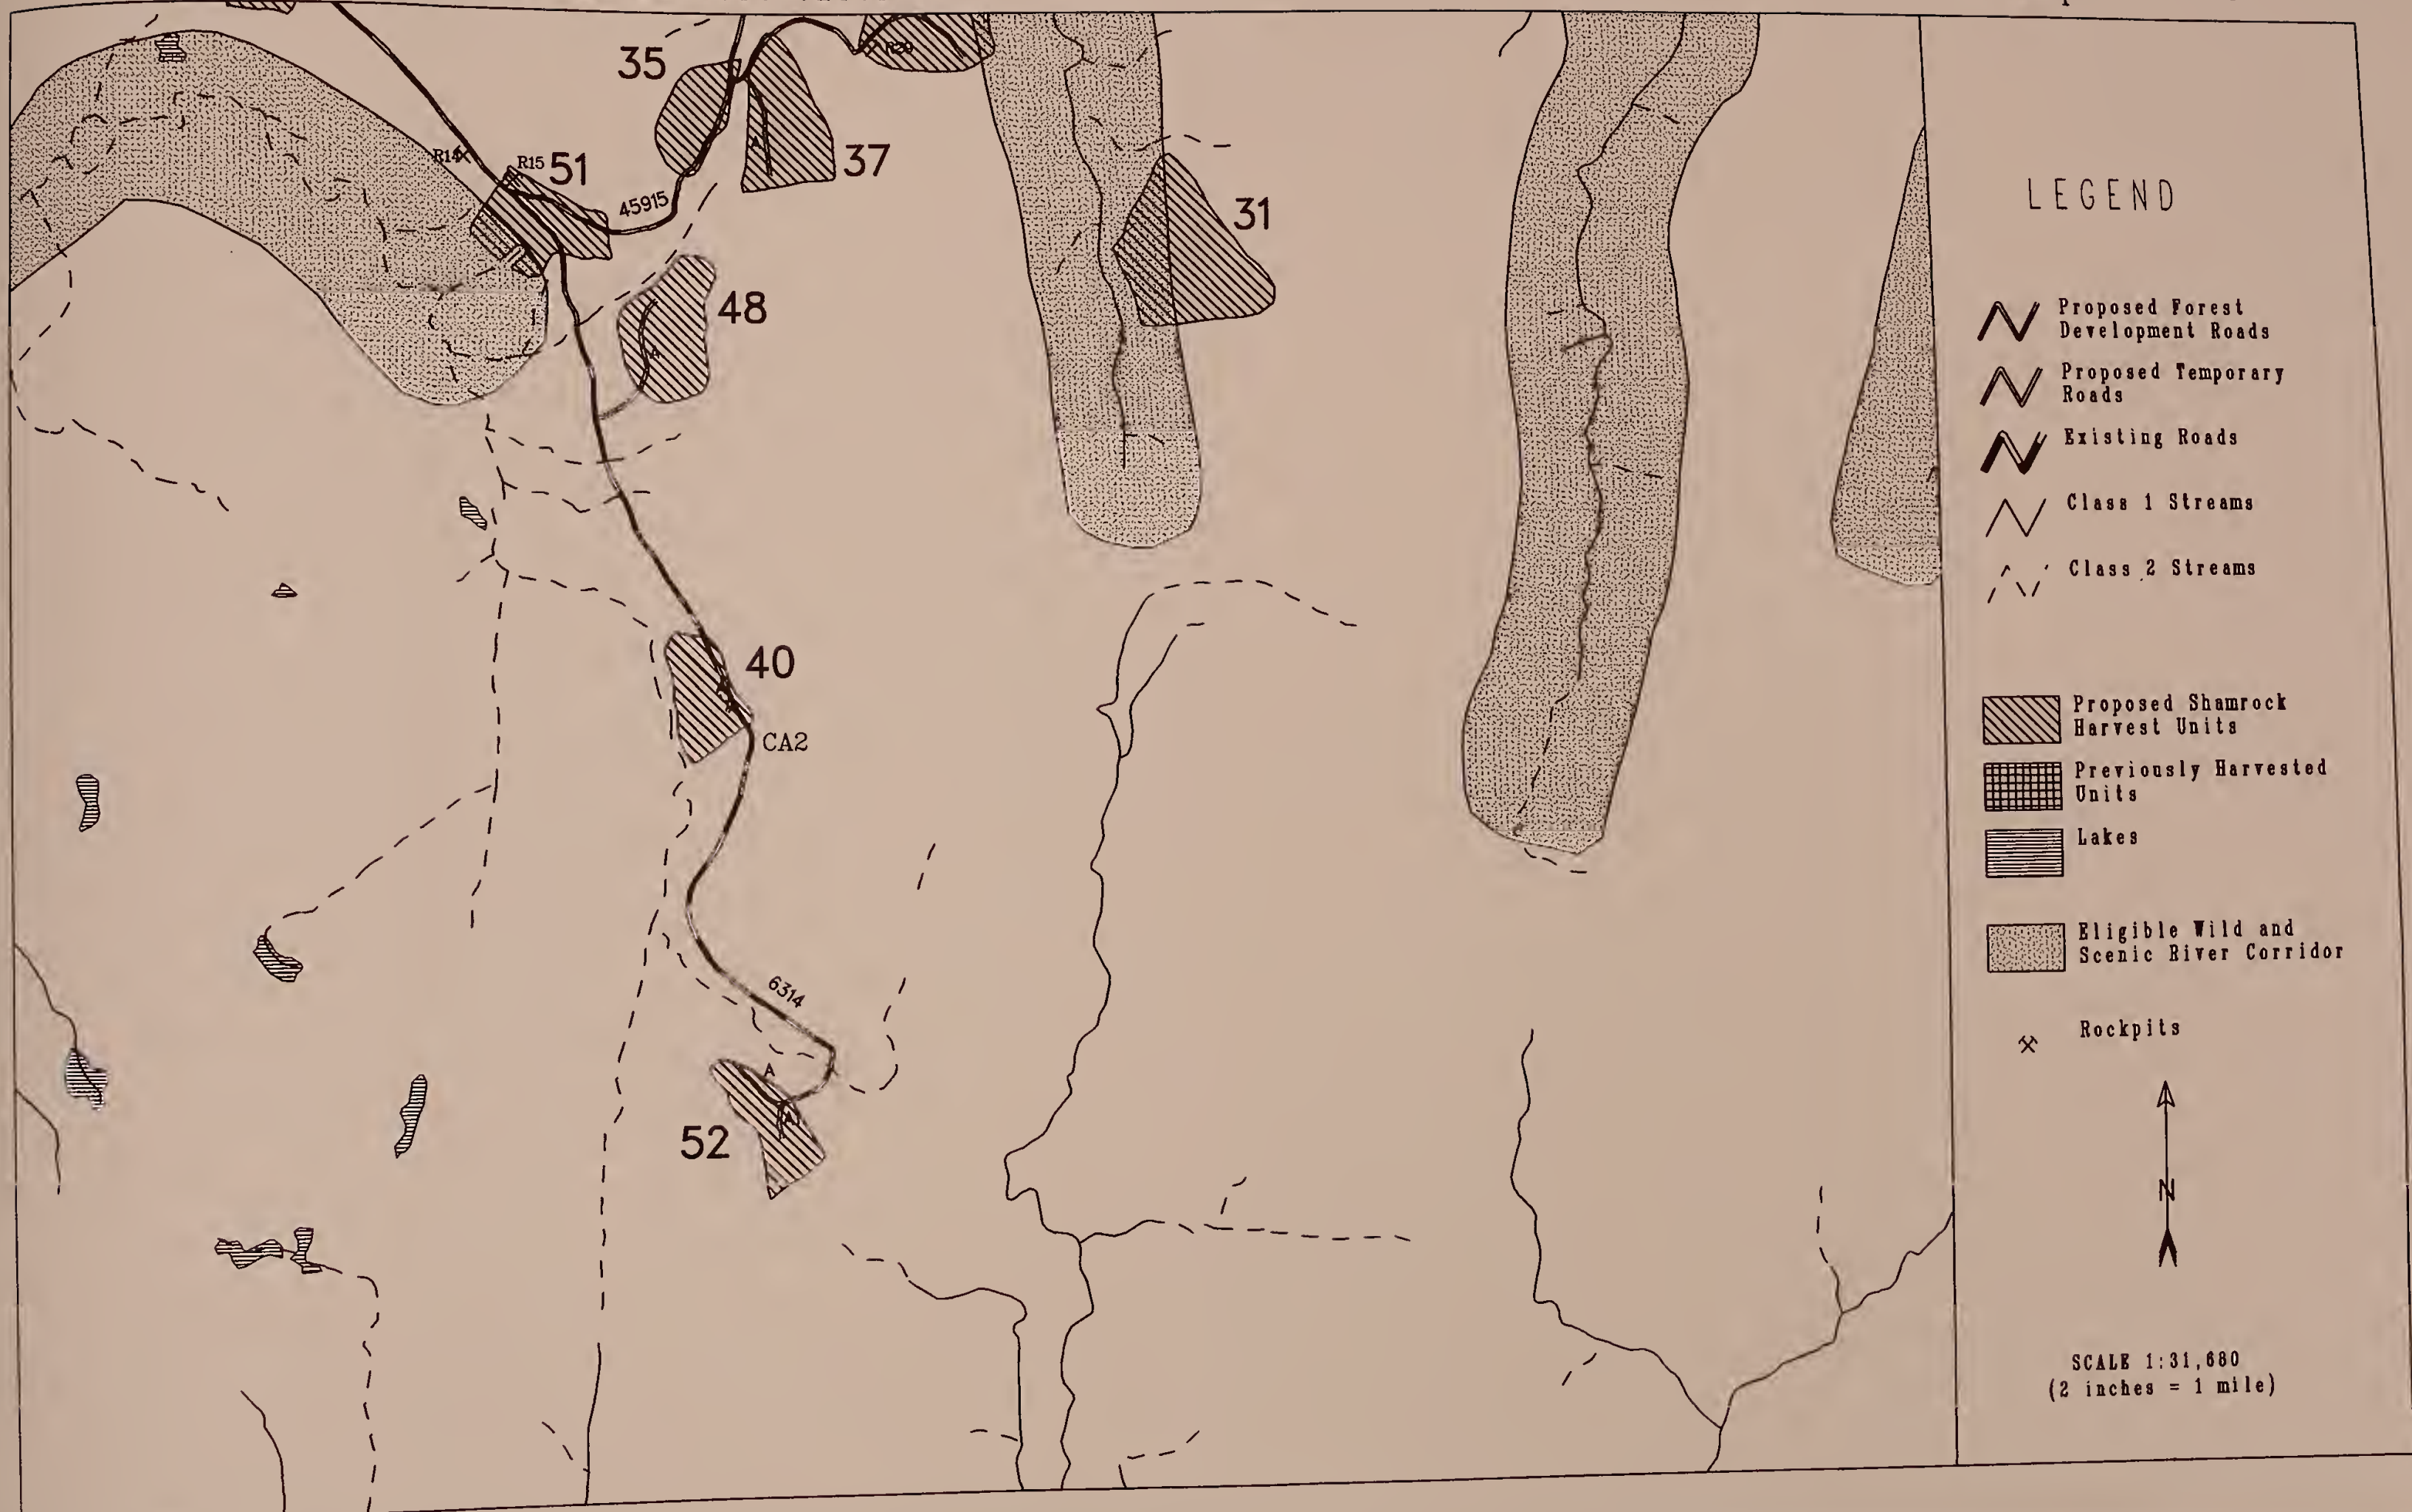 35
R20
R14
R15
51
37
A
45915
31
48
A
40
A
CA2
6314
A
A
52
LEGEND
Proposed Forest
Development Roads
Proposed Temporary
Roads
Existing Roads
Class 1 Streams
Class 2 Streams
Proposed Shamrock
Harvest Units
Previously Harvested
Units
Lakes
Eligible Wild and
Scenic River Corridor
Rockpits
N
SCALE 1:31,680
(2 inches = 1 mile)